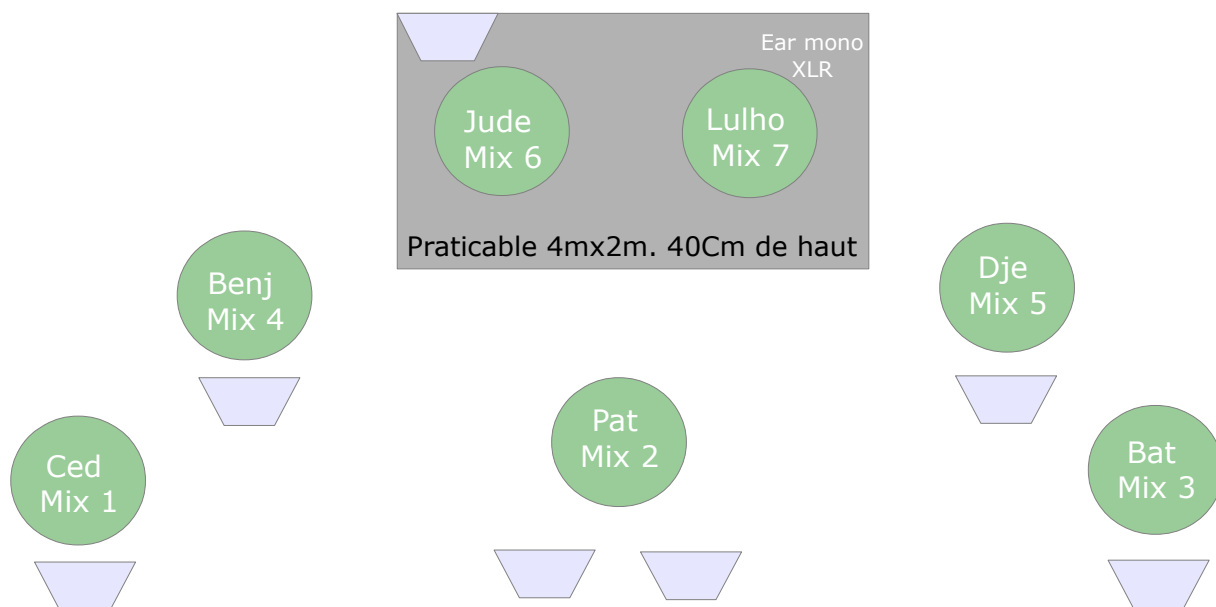 Ear mono
XLR
Jude
Mix 6
Lulho
Mix 7
Praticable 4mx2m. 40Cm de haut
Benj
Mix 4
Dje
Mix 5
Pat
Mix 2
Ced
Mix 1
Bat
Mix 3